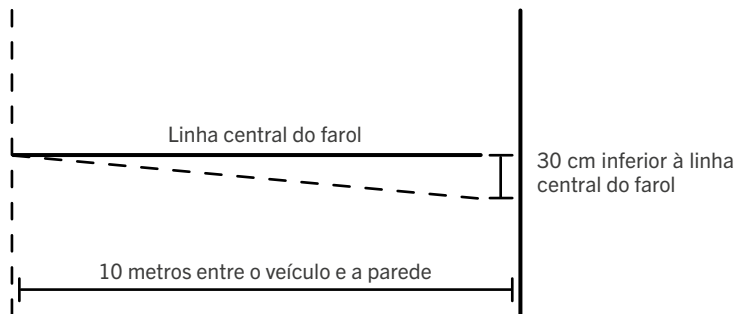 Linha central do farol
30 cm inferior à linha
central do farol
10 metros entre o veículo e a parede